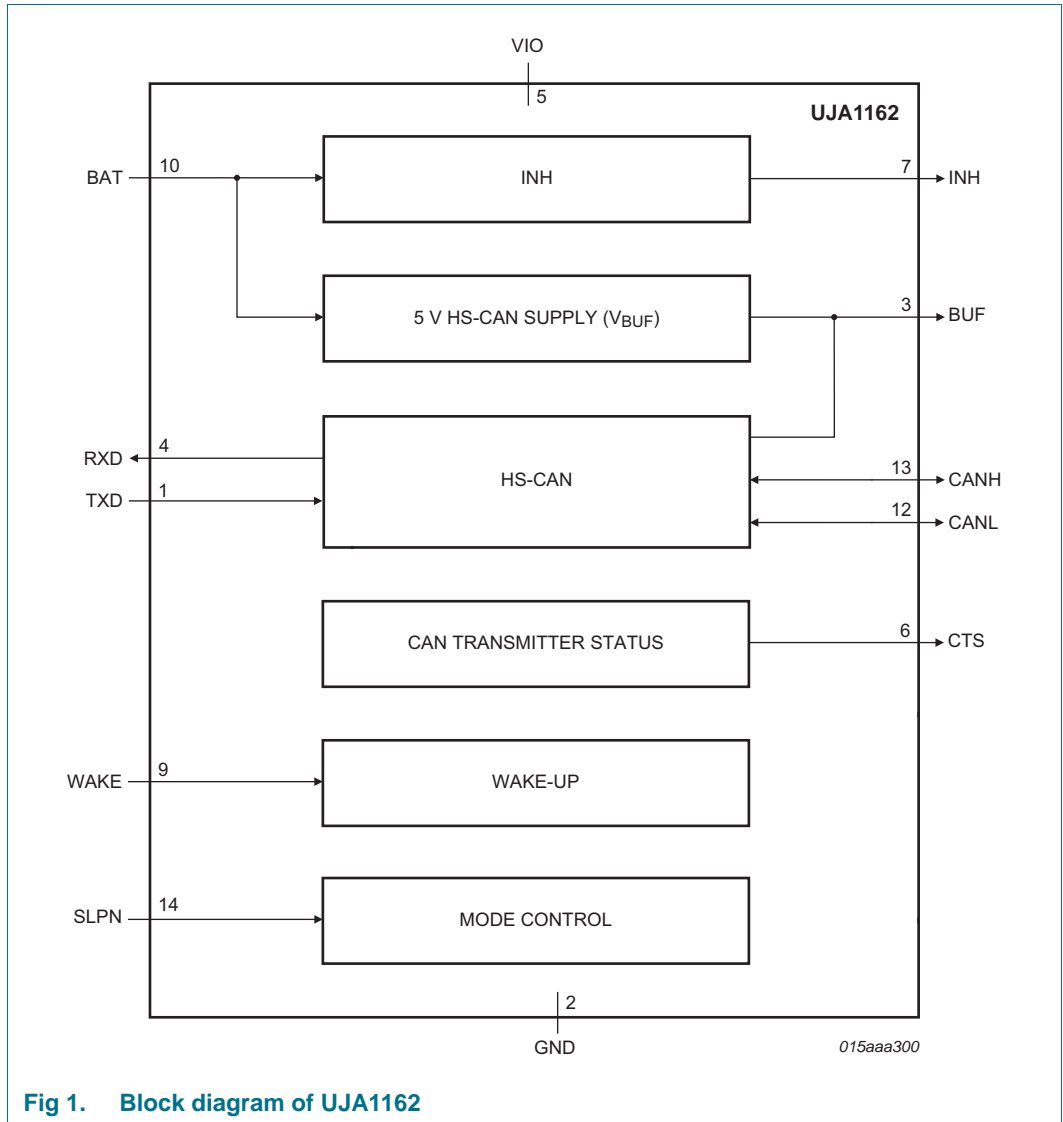 VIO
5
UJA1162
BAT
10
INH
7
INH
5 V HS-CAN SUPPLY (VBUF)
3
BUF
RXD
4
HS-CAN
13
CANH
TXD
1
12
CANL
CAN TRANSMITTER STATUS
6
CTS
WAKE
9
WAKE-UP
SLPN
14
MODE CONTROL
2
GND
015aaa300
Fig 1. Block diagram of UJA1162